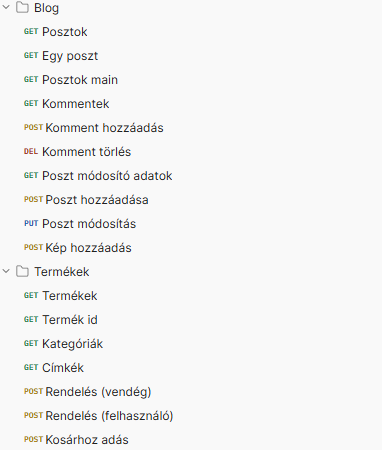 Blog
GET Posztok
GET Egy poszt
GET Posztok main
GET Kommentek
POST Komment hozzáadás
DEL Komment törlés
GET Poszt módosító adatok
POST Poszt hozzáadása
PUT Poszt módosítás
POST Kép hozzáadás
Termékek
GET Termékek
GET Termék id
GET Kategóriák
GET Címkék
POST Rendelés (vendég)
POST Rendelés (felhasználó)
POST Kosárhoz adás